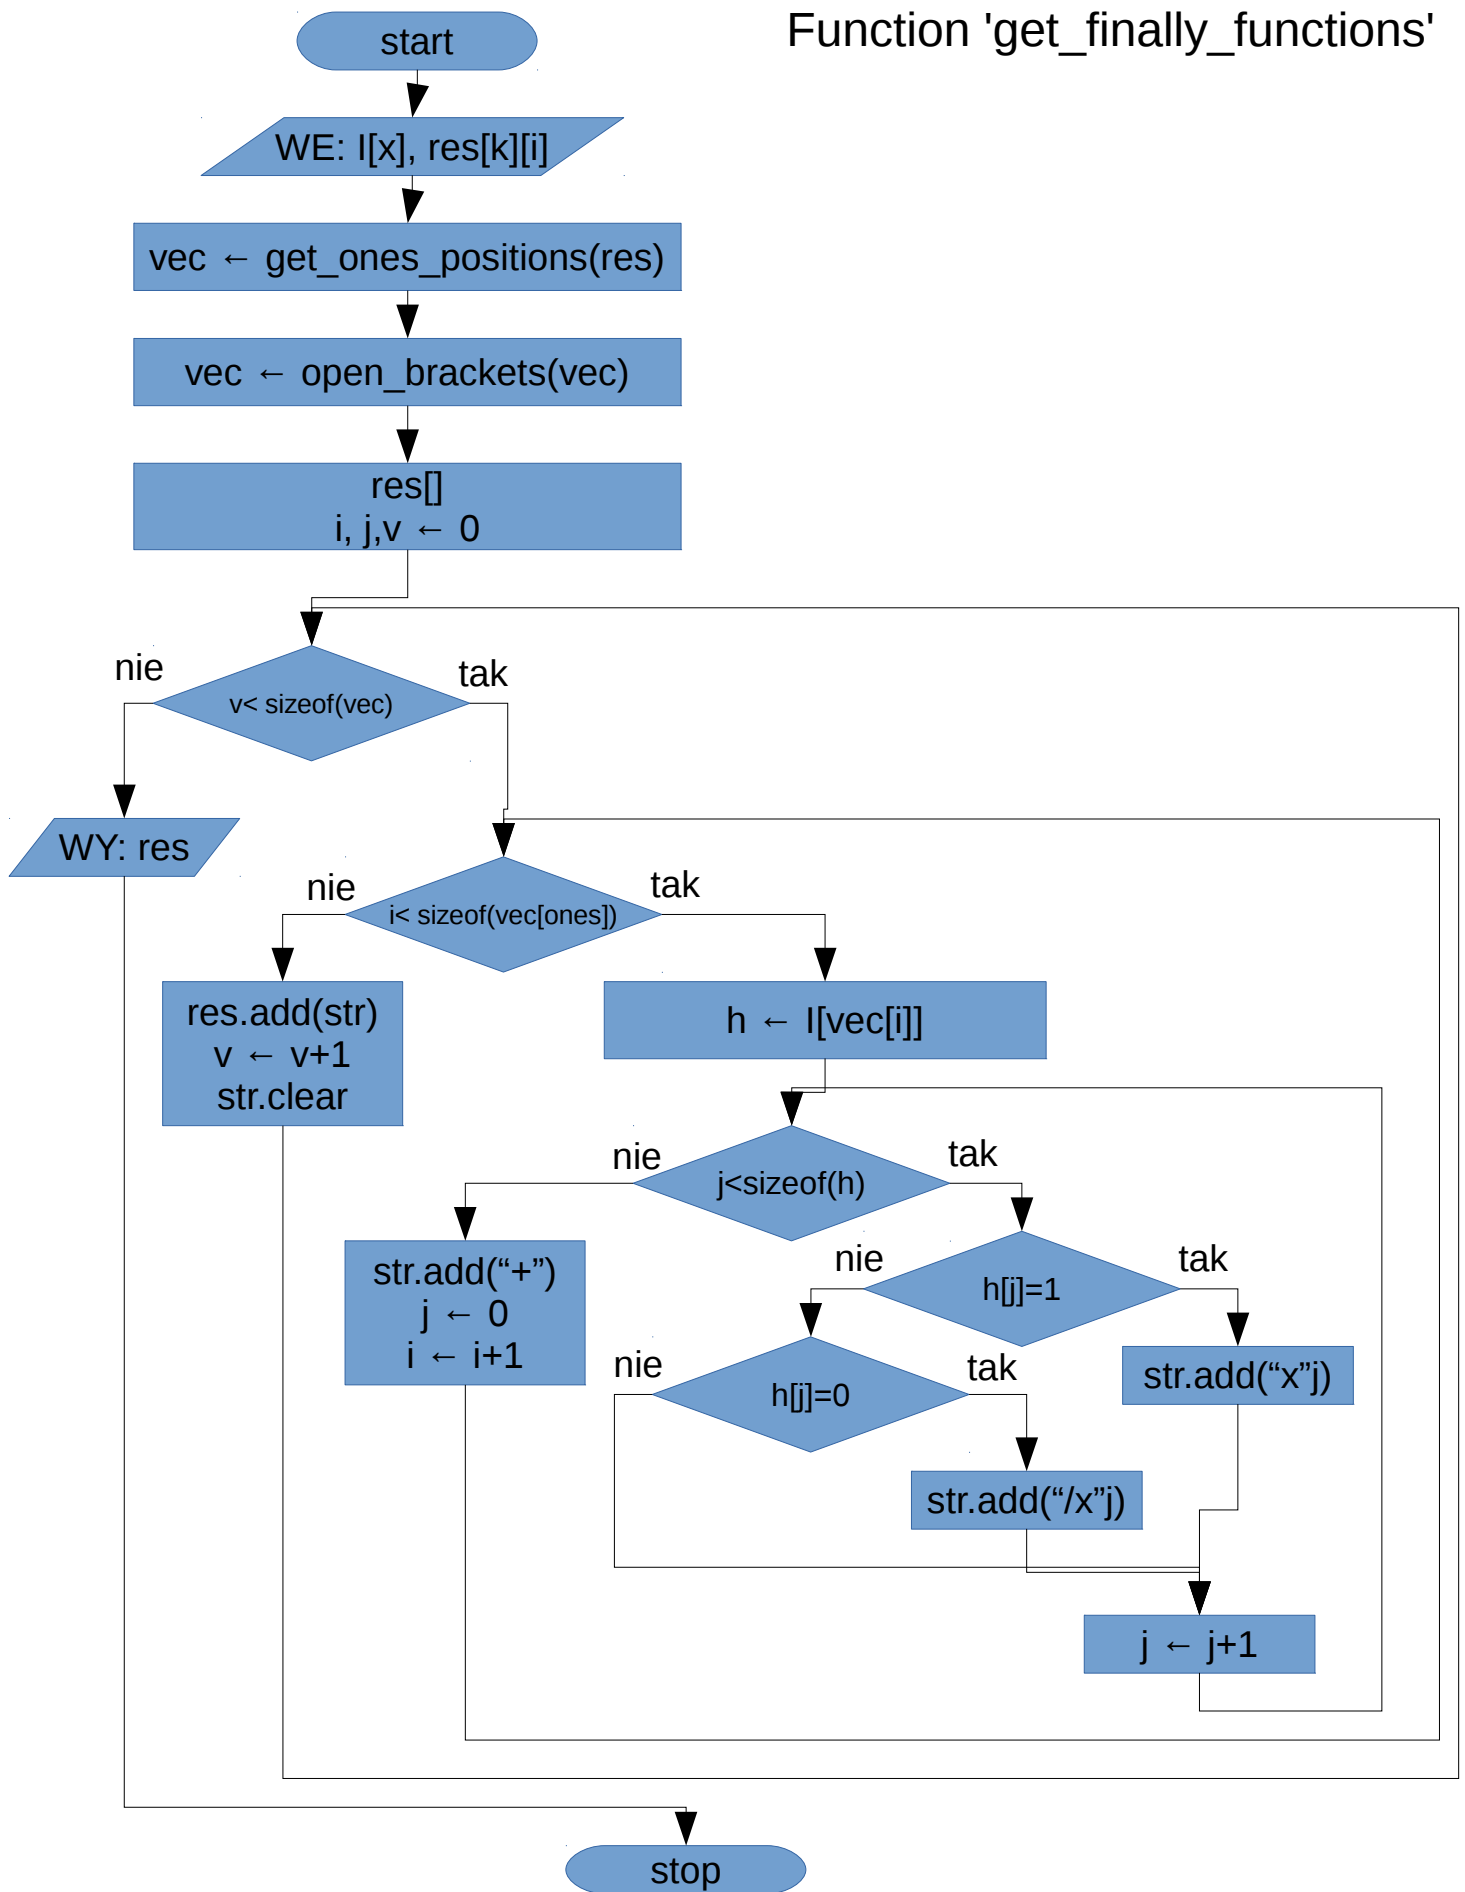 Function 'get_finally_functions'
start
WE: I[x], res[k][i]
vec ← get_ones_positions(res)
vec ← open_brackets(vec)
res[]
i, j,v ← 0
nie
tak
v< sizeof(vec)
WY: res
nie
tak
i< sizeof(vec[ones])
res.add(str)
v ← v+1
str.clear
h ← I[vec[i]]
nie
tak
j<sizeof(h)
str.add(“+”)
j ← 0
i ← i+1
nie
tak
h[j]=1
nie
tak
h[j]=0
str.add(“x”j)
str.add(“/x”j)
j ← j+1
stop